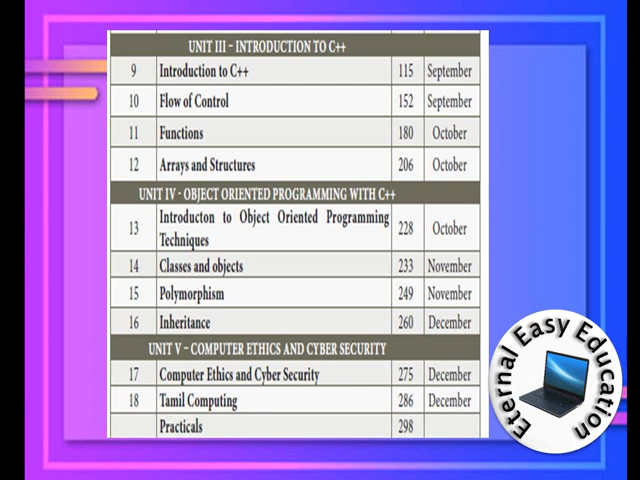 UNIT III – INTRODUCTION TO C++
9 Introduction to C++ 115 September
10 Flow of Control 152 September
11 Functions 180 October
12 Arrays and Structures 206 October
UNIT IV - OBJECT ORIENTED PROGRAMMING WITH C++
13 Introducton to Object Oriented Programming
Techniques 228 October
14 Classes and objects 233 November
15 Polymorphism 249 November
16 Inheritance 260 December
UNIT V – COMPUTER ETHICS AND CYBER SECURITY
17 Computer Ethics and Cyber Security 275 December
18 Tamil Computing 286 December
Practicals 298
Eternal Easy Education